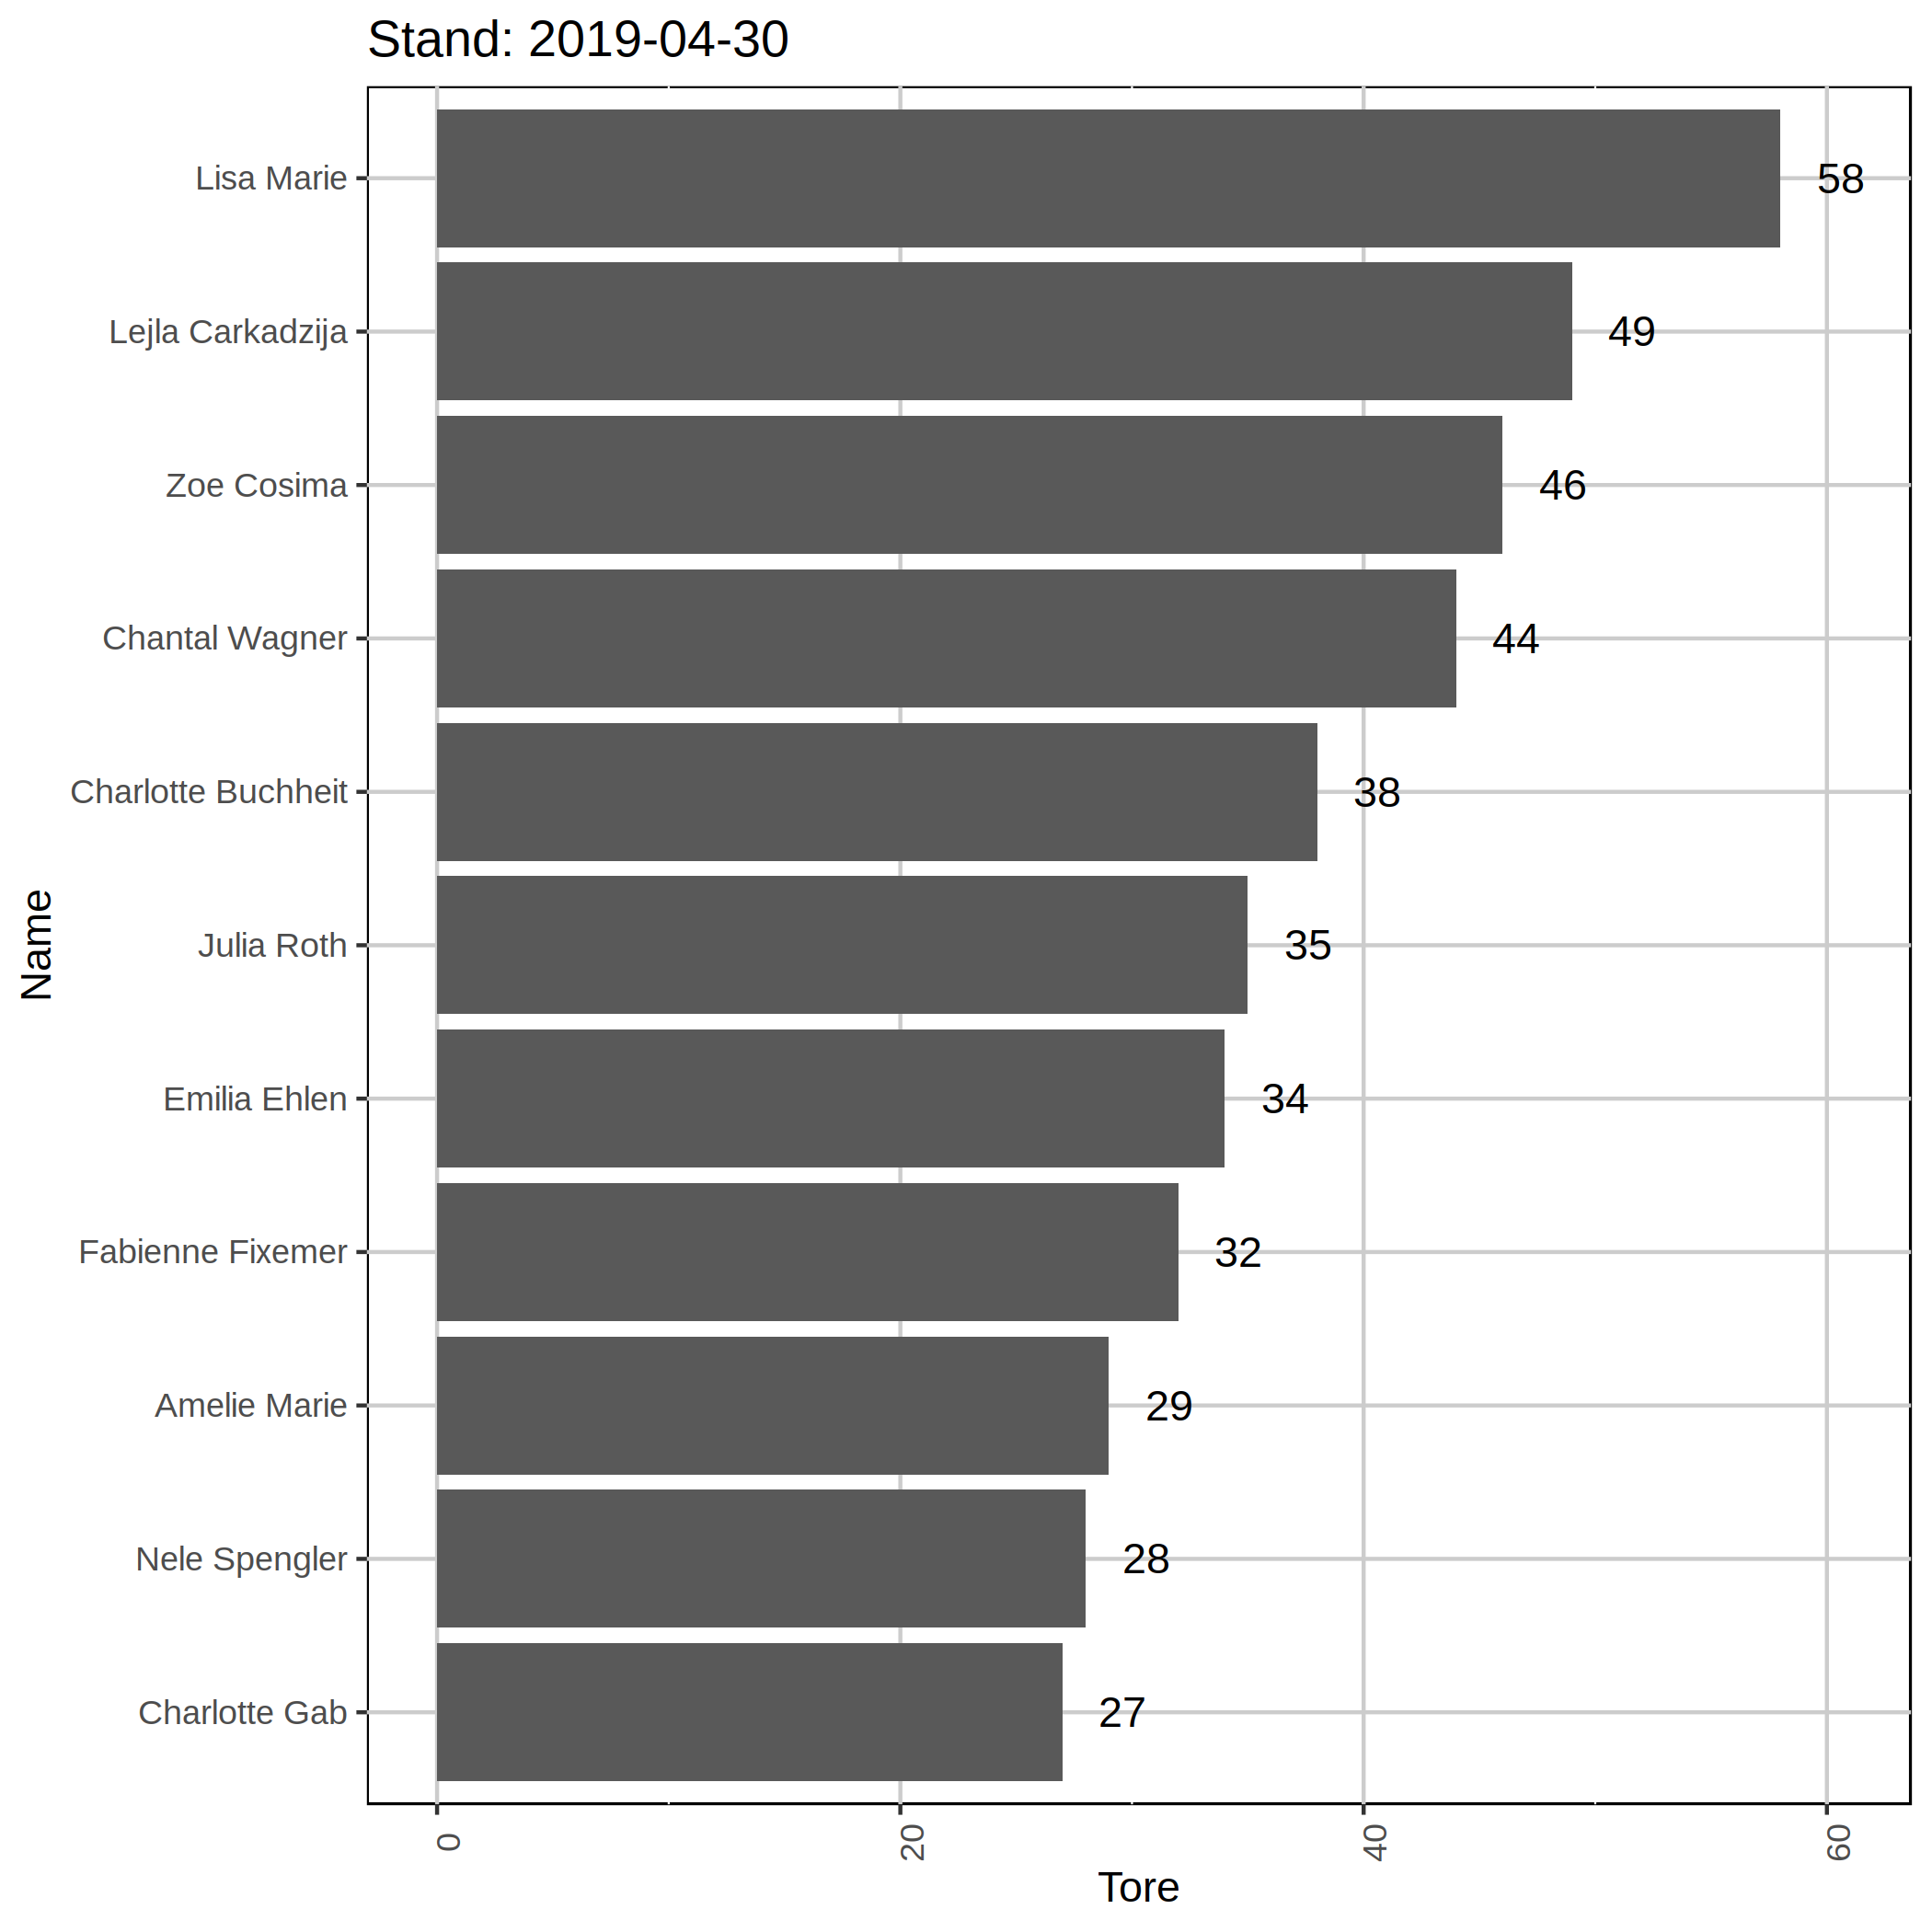 Stand: 2019-04-30
Name
Lisa Marie 58
Lejla Carkadzija 49
Zoe Cosima 46
Chantal Wagner 44
Charlotte Buchheit 38
Julia Roth 35
Emilia Ehlen 34
Fabienne Fixemer 32
Amelie Marie 29
Nele Spengler 28
Charlotte Gab 27
0 20 40 60
Tore